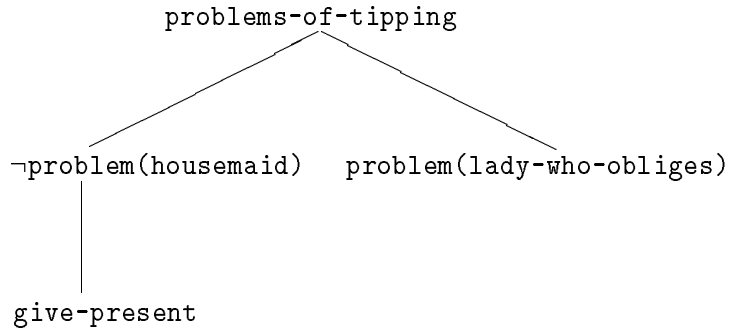 problems-of-tipping
¬problem(housemaid) problem(lady-who-obliges)
give-present